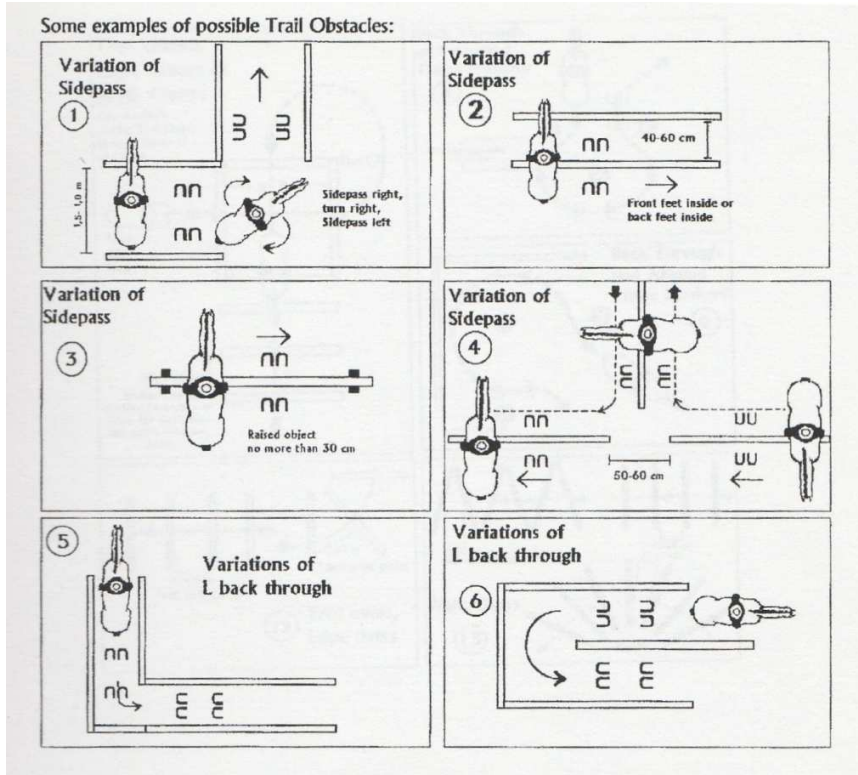 Some examples of possible Trail Obstacles:
Variation of
Sidepass
1
1,5- 1,0 m
Sidepass right,
turn right,
Sidepass left
Variation of
Sidepass
2
40-60 cm
Front feet inside or
back feet inside
Variation of
Sidepass
3
Raised object
no more than 30 cm
Variation of
Sidepass
4
50-60 cm
5
Variations of
L back through
Variations of
L back through
6